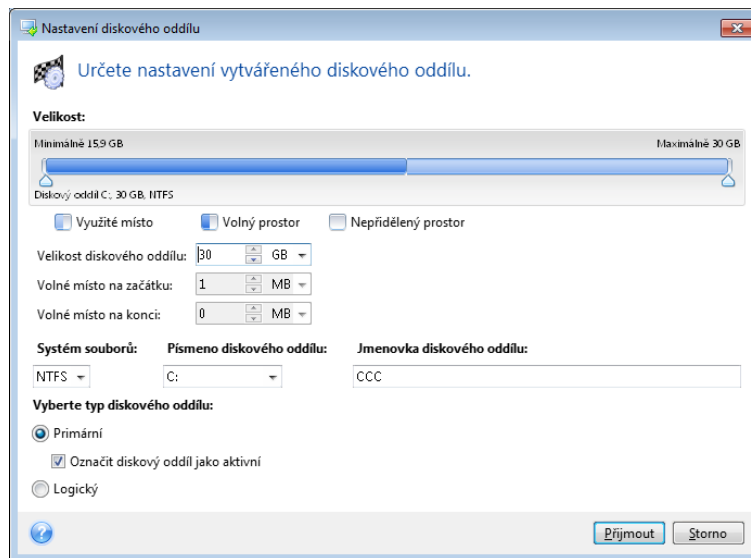 Nastavení diskového oddílu
Určete nastavení vytvářeného diskového oddílu.
Velikost:
Minimálně 15,9 GB Maximálně 30 GB
Diskový oddíl C:, 30 GB, NTFS
Využité místo Volný prostor Nepřidělený prostor
Velikost diskového oddílu: 30 GB
Volné místo na začátku: 1 MB
Volné místo na konci: 0 MB
Systém souborů: Písmeno diskového oddílu: Jmenovka diskového oddílu:
NTFS C: CCC
Vyberte typ diskového oddílu:
Primární
Označit diskový oddíl jako aktivní
Logický
? Přijmout Storno